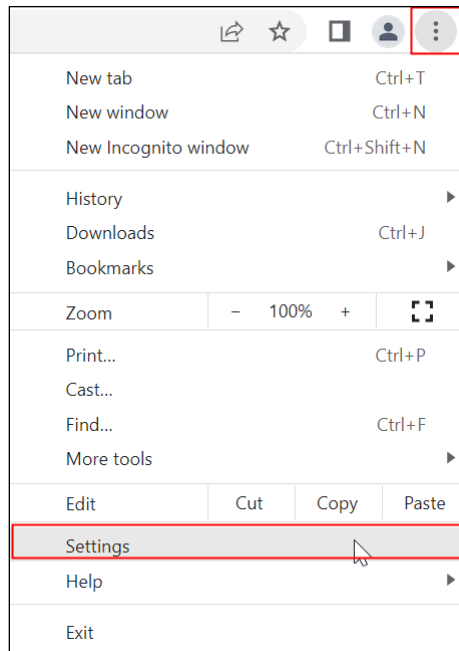 New tab Ctrl+T
New window Ctrl+N
New Incognito window Ctrl+Shift+N
History
Downloads Ctrl+J
Bookmarks
Zoom - 100% +
Print... Ctrl+P
Cast...
Find... Ctrl+F
More tools
Edit Cut Copy Paste
Settings
Help
Exit